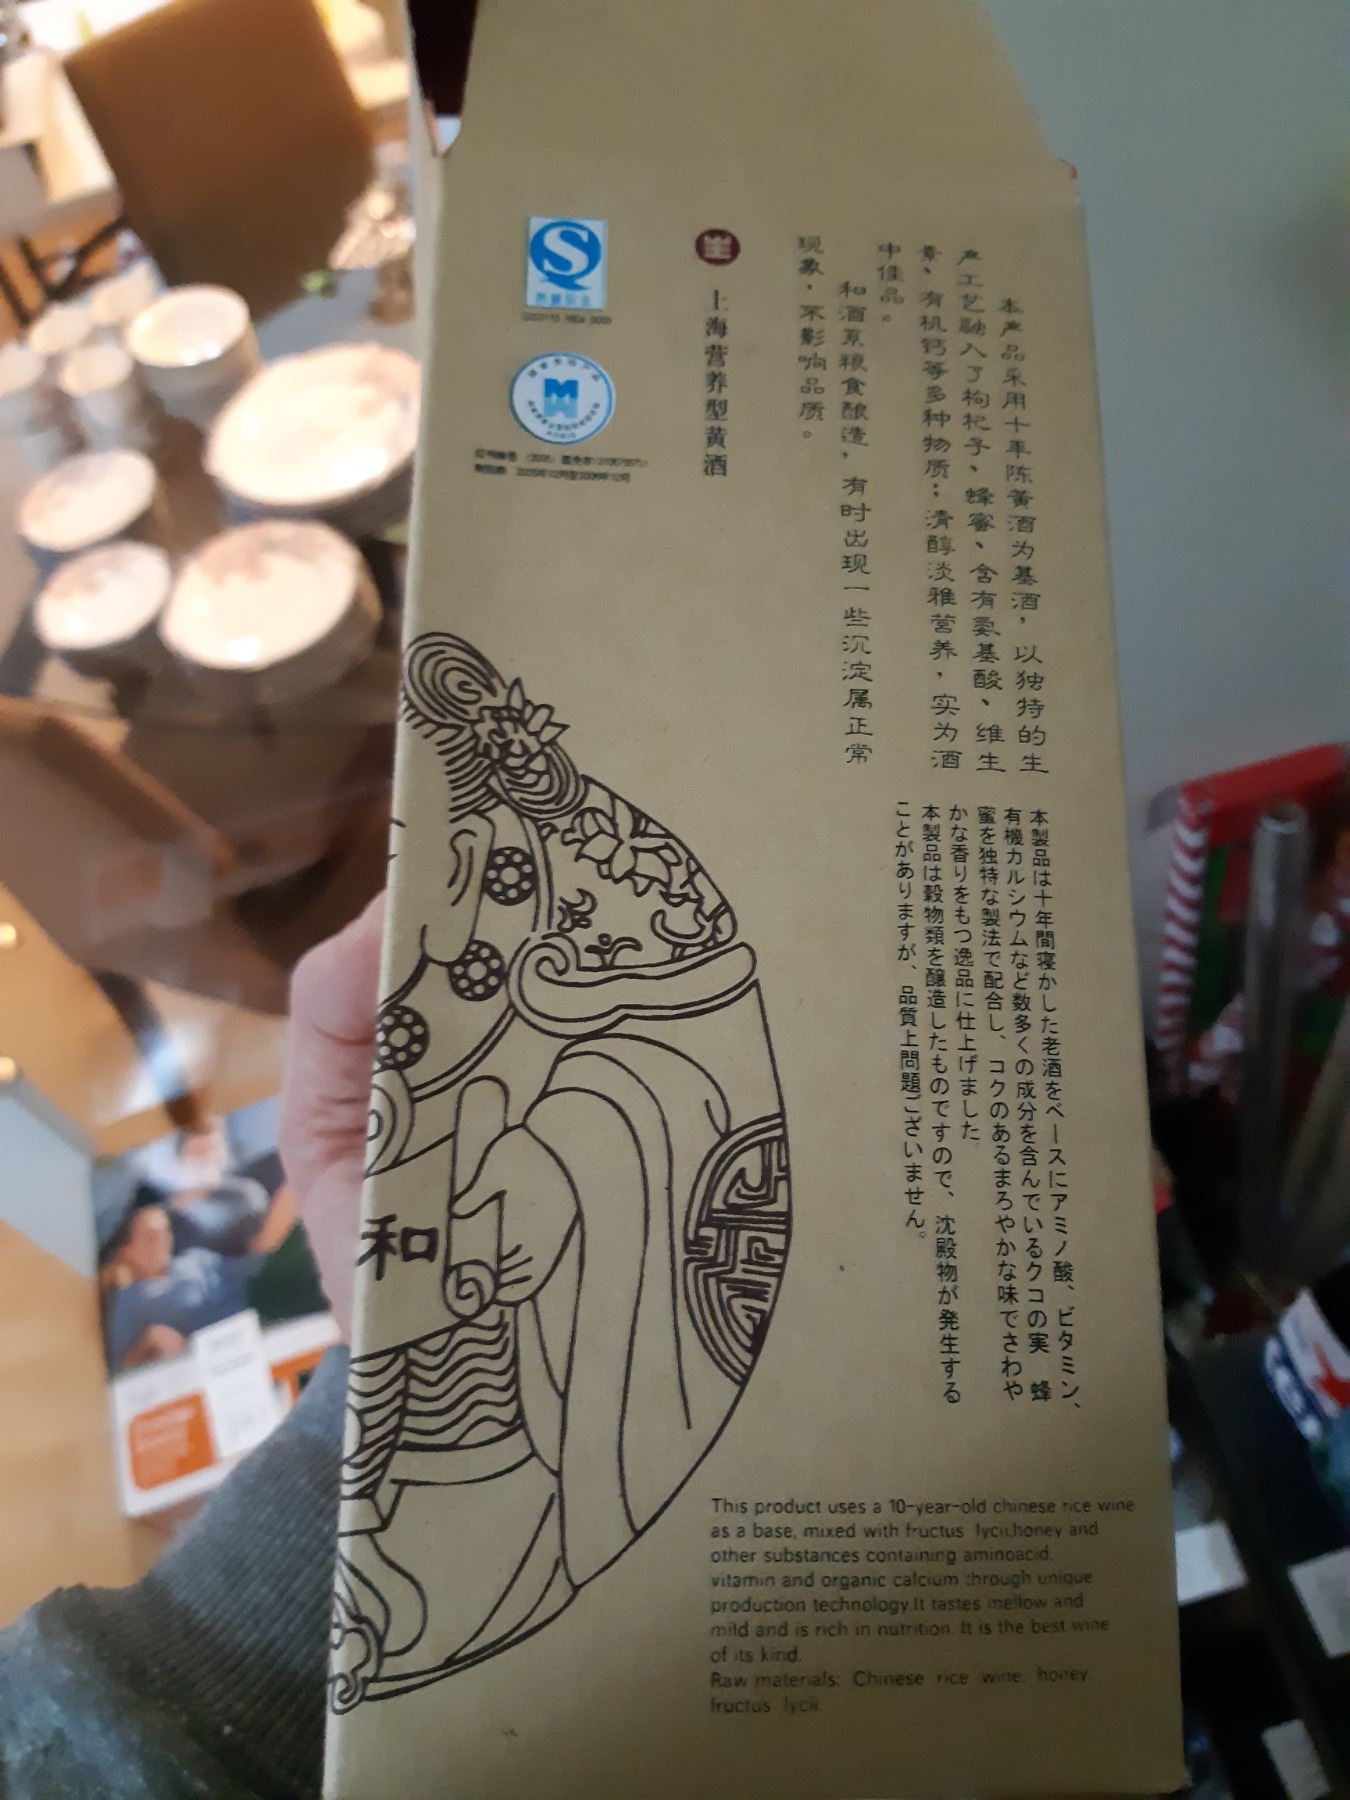 本产品采用十年陈黄酒为基酒，以独特的生
产工艺融入了枸杞子、蜂蜜、含有氨基酸、维生
素、有机钙等多种物质；清醇淡雅营养，实为酒
中佳品。
和酒系粮食酿造，有时出现一些沉淀属正常
现象，不影响品质。
上海营养型黄酒
S
质量安全
M
和
本製品は十年間寝かした老酒をベースにアミノ酸、ビタミン、
有機カルシウムなど数多くの成分を含んでいるクコの実 蜂
蜜を独特な製法で配合し、コクのあるまろやかな味でさわや
かな香りをもつ逸品に仕上げました。
本製品は穀物類を醸造したものですので、沈殿物が発生する
ことがありますが、品質上問題ございません。
This product uses a 10-year-old chinese rice wine
as a base, mixed with fructus lycii,honey and
other substances containing aminoacid,
vitamin and organic calcium through unique
production technology.It tastes mellow and
mild and is rich in nutrition. It is the best wine
of its kind.
Raw materials: Chinese rice wine, honey,
fructus lycii.